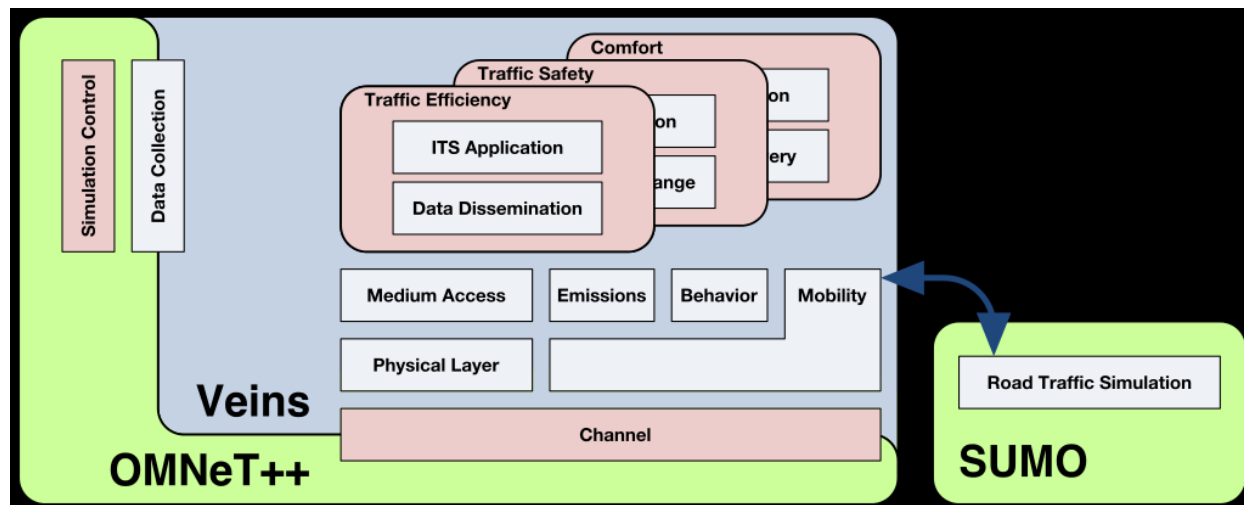 Comfort
on
ery
Traffic Safety
on
ange
Traffic Efficiency
ITS Application
Data Dissemination
Simulation Control
Data Collection
Medium Access
Emissions
Behavior
Mobility
Physical Layer
Channel
Veins
OMNeT++
Road Traffic Simulation
SUMO